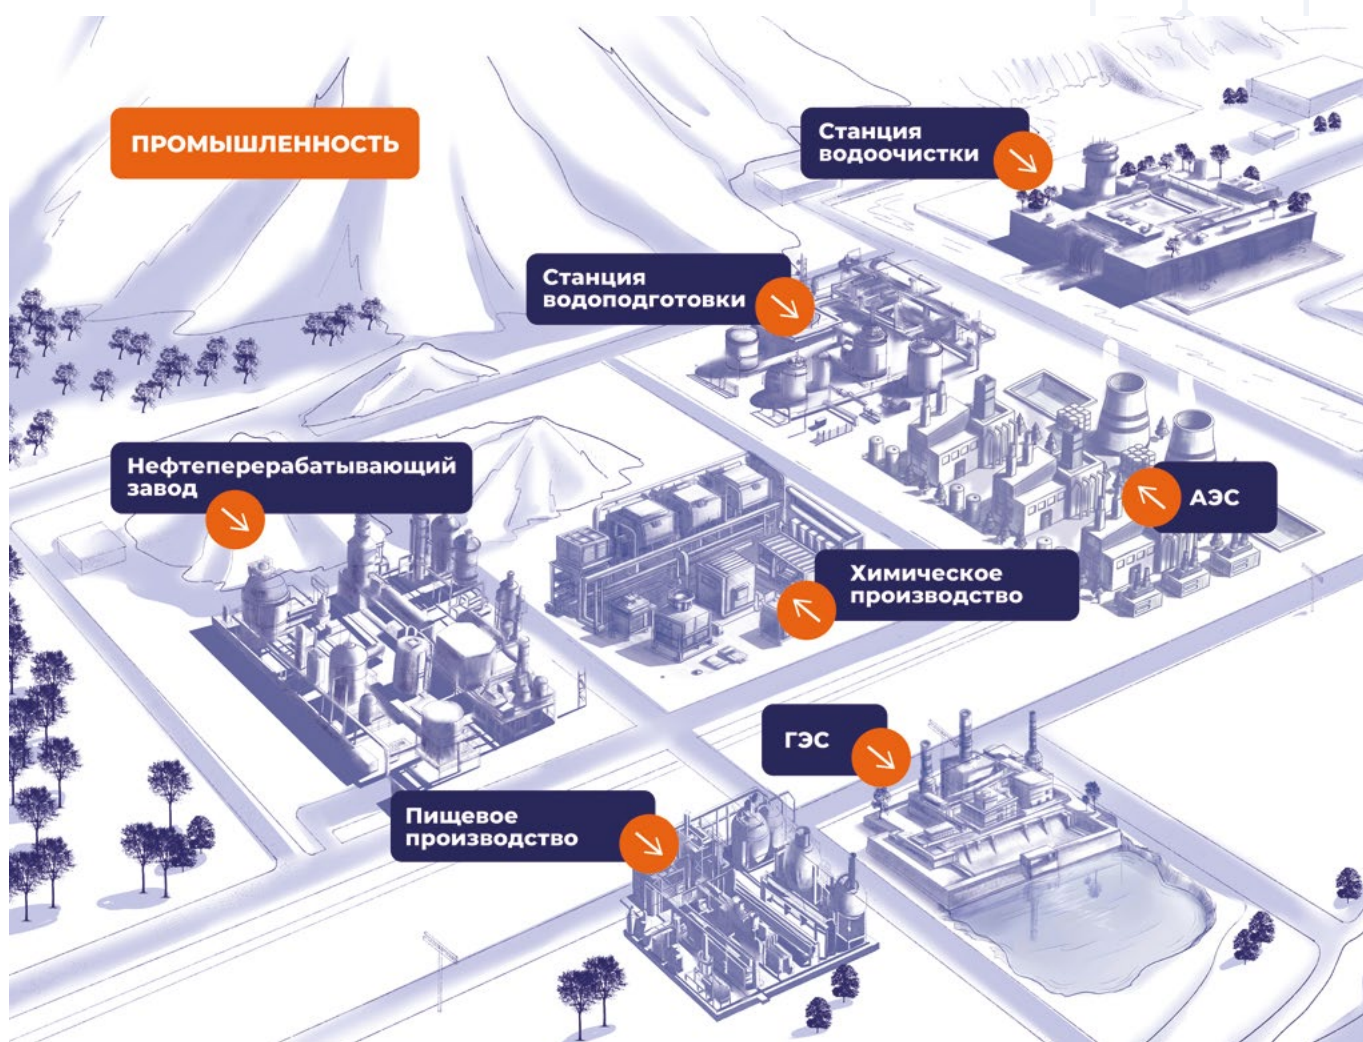 ПРОМЫШЛЕННОСТЬ
Станция
водоочистки
Станция
водоподготовки
Нефтеперерабатывающий
завод
АЭС
Химическое
производство
ГЭС
Пищевое
производство